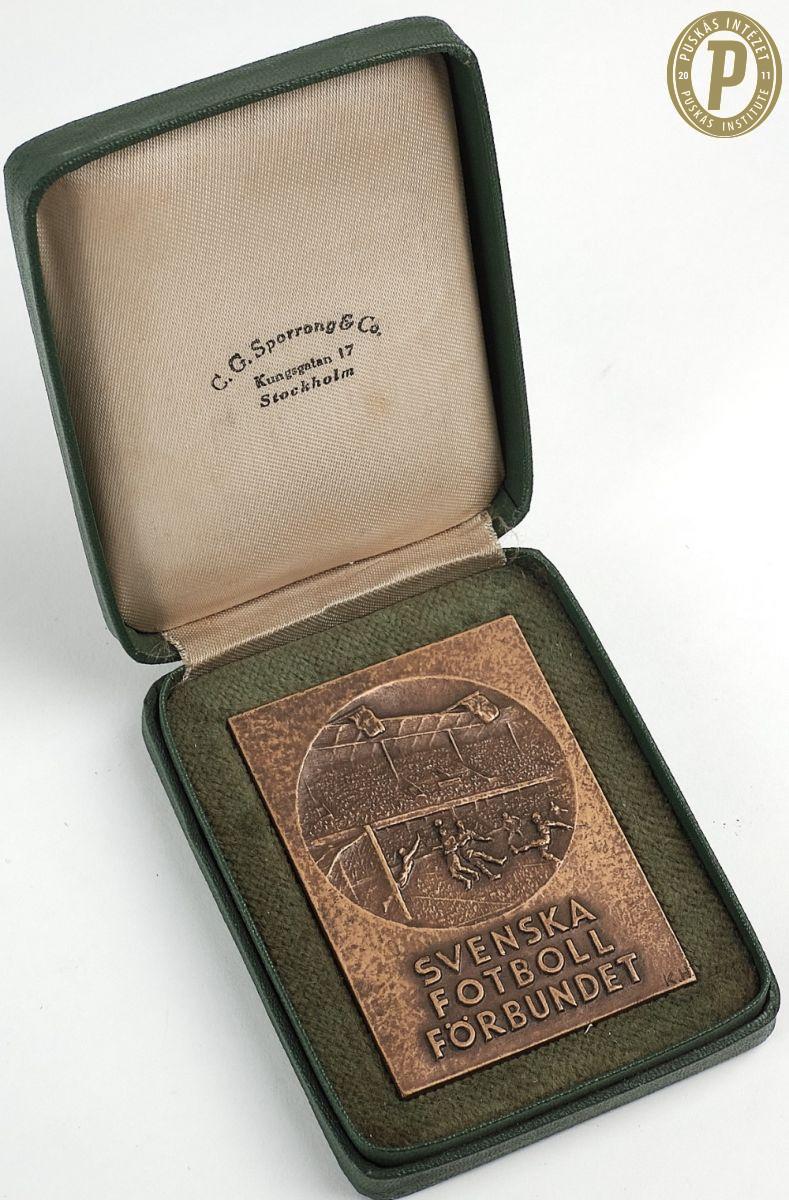 PUSKÁS INTÉZET
20 11
P
PUSKÁS INSTITUTE
C. G. Sporrong & Co.
Kungsgatan 17
Stockholm
SVENSKA
FOTBOLL
FÖRBUNDET